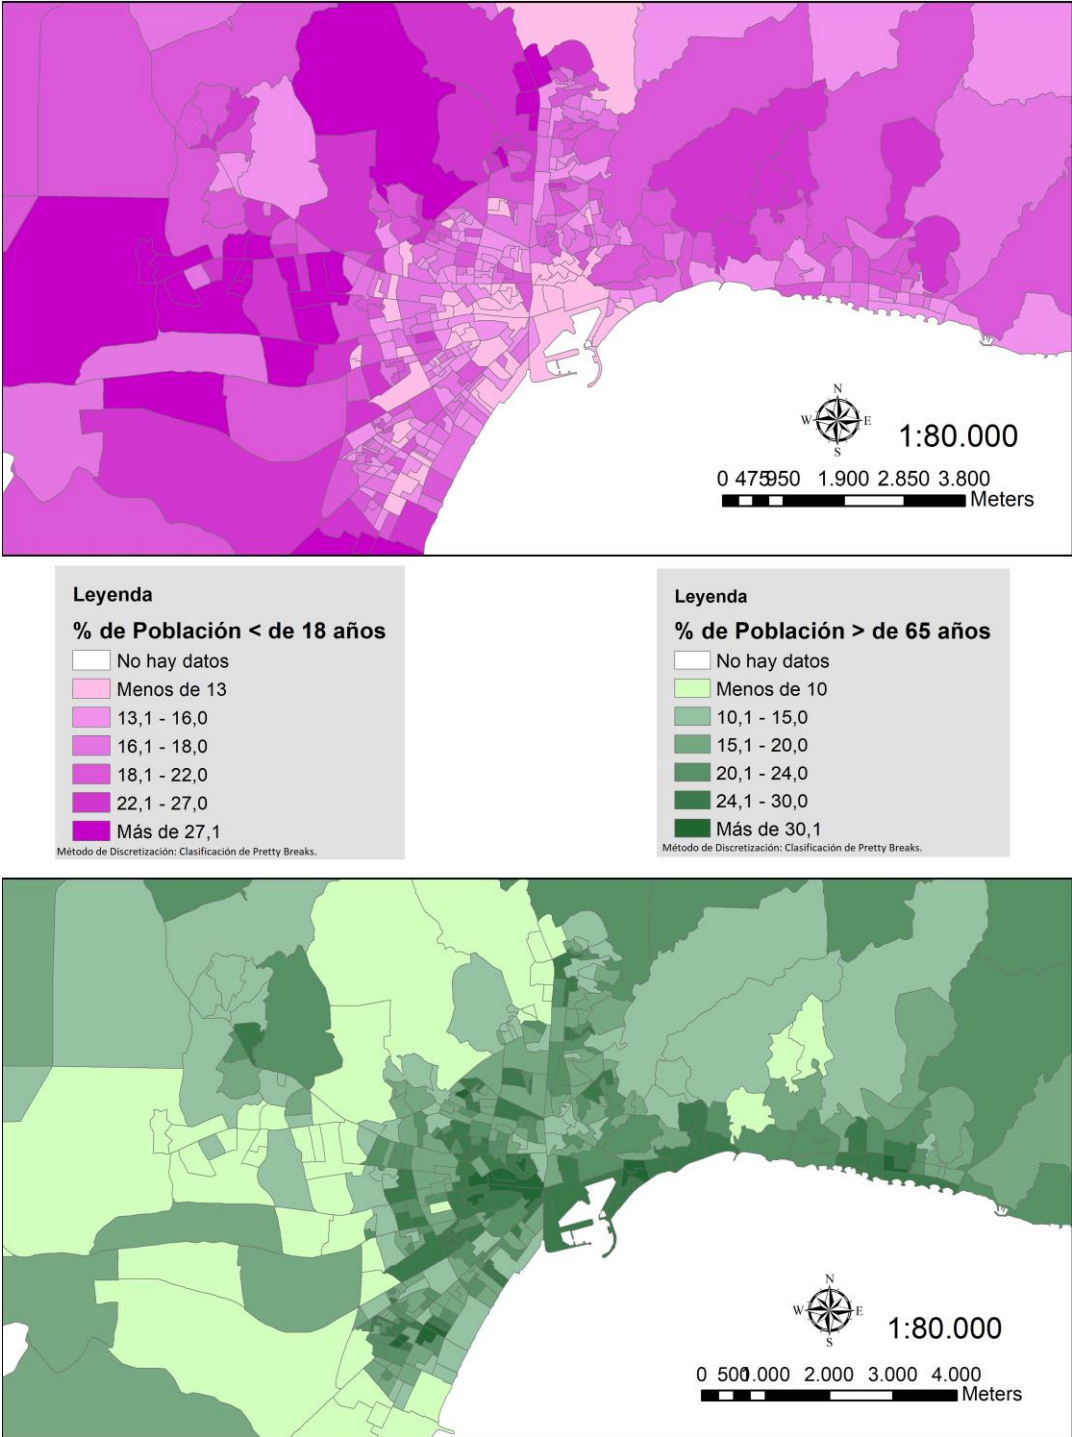 N
W
E
S
1:80.000
0 475950 1.900 2.850 3.800
Meters
Leyenda
% de Población < de 18 años
No hay datos
Menos de 13
13,1 - 16,0
16,1 - 18,0
18,1 - 22,0
22,1 - 27,0
Más de 27,1
Método de Discretización: Clasificación de Pretty Breaks.
Leyenda
% de Población > de 65 años
No hay datos
Menos de 10
10,1 - 15,0
15,1 - 20,0
20,1 - 24,0
24,1 - 30,0
Más de 30,1
Método de Discretización: Clasificación de Pretty Breaks.
N
W
E
S
1:80.000
0 5001.000 2.000 3.000 4.000
Meters